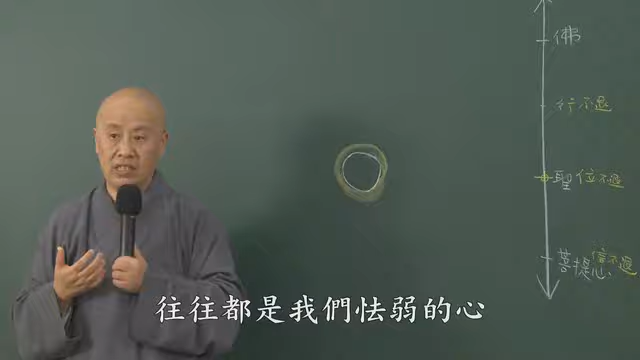 佛
行不退
聖位不退
菩提心信不退
往往都是我們怯弱的心